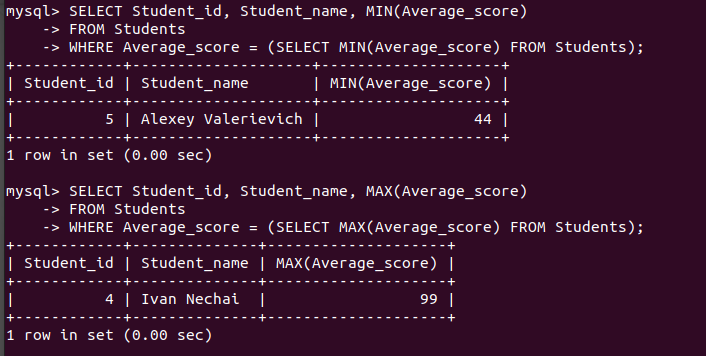 mysql> SELECT Student_id, Student_name, MIN(Average_score)
    -> FROM Students
    -> WHERE Average_score = (SELECT MIN(Average_score) FROM Students);
+------------+--------------------+--------------------+
| Student_id | Student_name       | MIN(Average_score) |
+------------+--------------------+--------------------+
|          5 | Alexey Valerievich |                 44 |
+------------+--------------------+--------------------+
1 row in set (0.00 sec)

mysql> SELECT Student_id, Student_name, MAX(Average_score)
    -> FROM Students
    -> WHERE Average_score = (SELECT MAX(Average_score) FROM Students);
+------------+--------------+--------------------+
| Student_id | Student_name | MAX(Average_score) |
+------------+--------------+--------------------+
|          4 | Ivan Nechai  |                 99 |
+------------+--------------+--------------------+
1 row in set (0.00 sec)